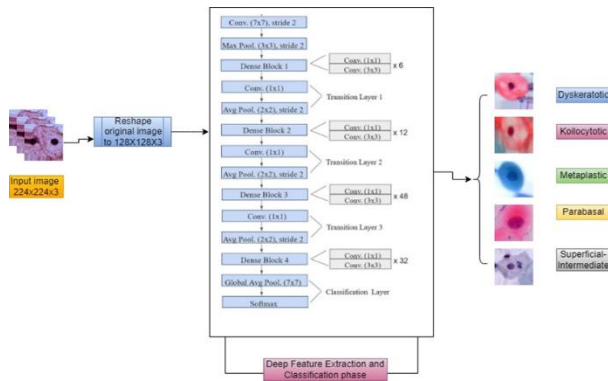 Input image
224x224x3
Reshape
original image
to 128X128X3
Conv. (7x7), stride 2
Max Pool. (3x3), stride 2
Dense Block 1
Conv. (1x1)
Conv. (3x3)
x 6
Conv. (1x1)
Avg Pool. (2x2), stride 2
Transition Layer 1
Dense Block 2
Conv. (1x1)
Conv. (3x3)
x 12
Conv. (1x1)
Avg Pool. (2x2), stride 2
Transition Layer 2
Dense Block 3
Conv. (1x1)
Conv. (3x3)
x 48
Conv. (1x1)
Avg Pool. (2x2), stride 2
Transition Layer 3
Dense Block 4
Conv. (1x1)
Conv. (3x3)
x 32
Global Avg Pool. (7x7)
Softmax
Classification Layer
Deep Feature Extraction and
Classification phase
Dyskeratotic
Koilocytotic
Metaplastic
Parabasal
Superficial-
Intermediate